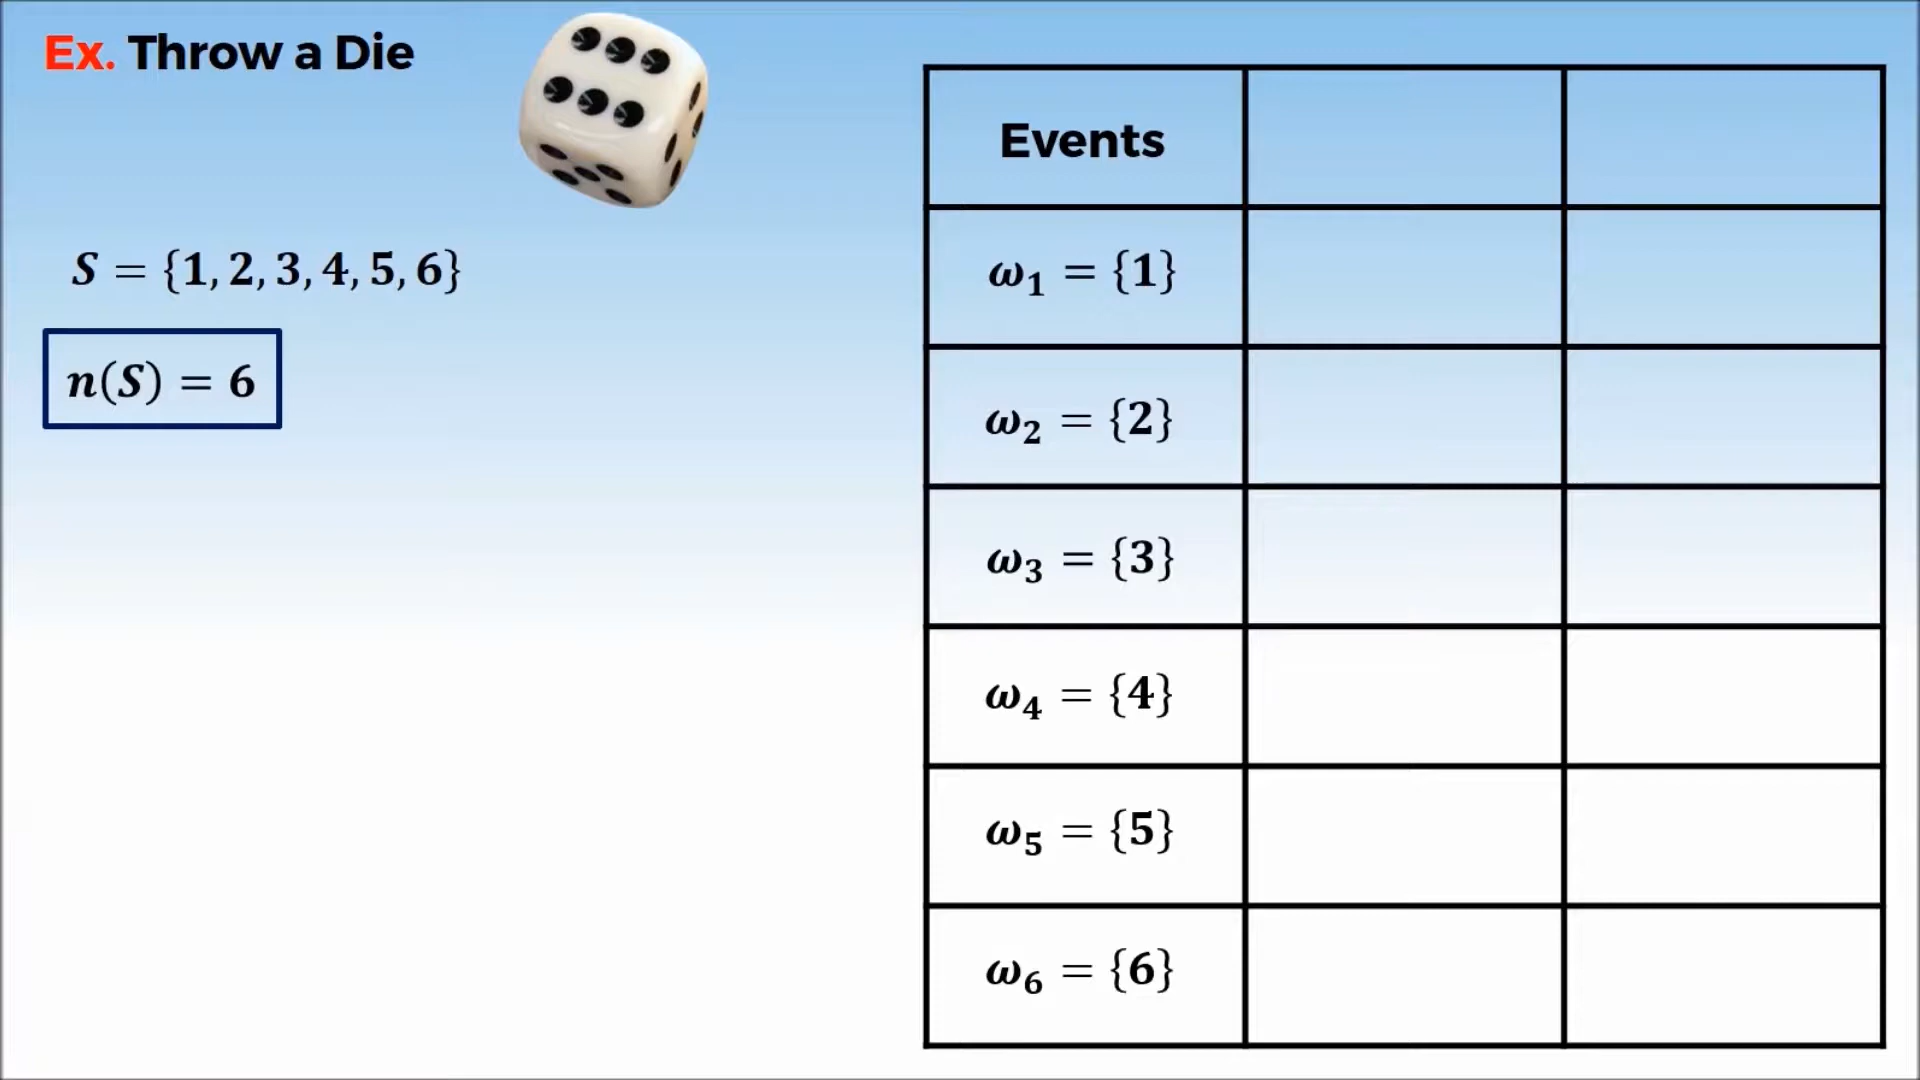 Ex. Throw a Die
S = {1, 2, 3, 4, 5, 6}
n(S) = 6
Events
ω₁ = {1}
ω₂ = {2}
ω₃ = {3}
ω₄ = {4}
ω₅ = {5}
ω₆ = {6}